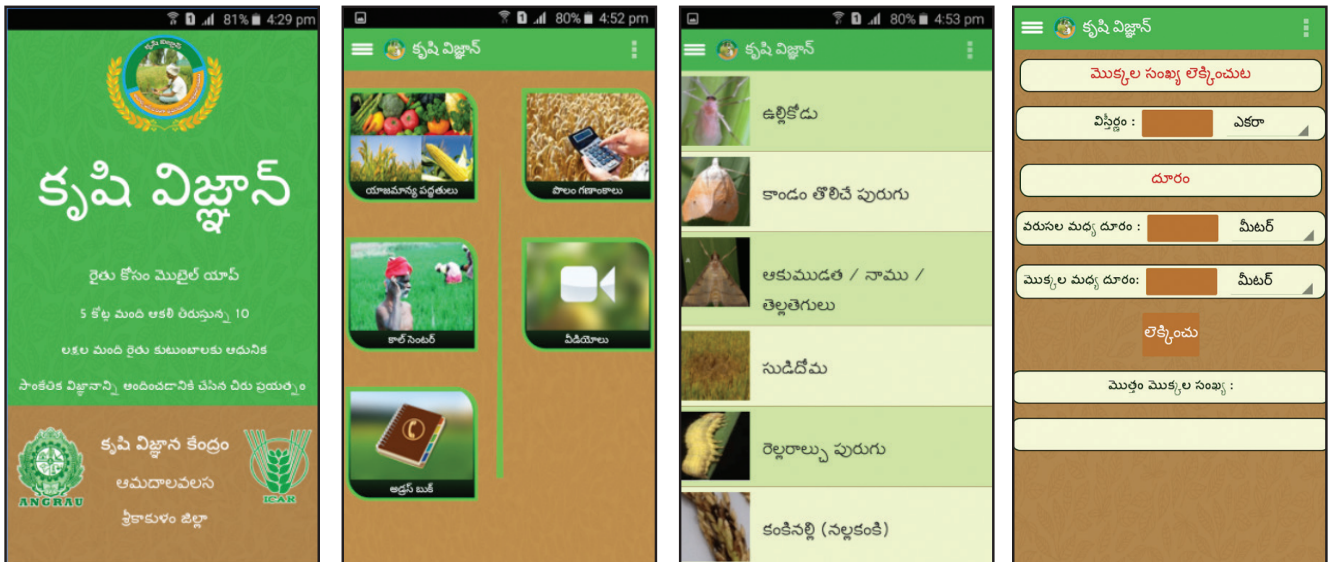 81% 4:29 pm
కృషి విజ్ఞాన్
రైతు కోసం మొబైల్ యాప్
5 కోట్ల మంది ఆకలి తీరుస్తున్న 10
లక్షల మంది రైతు కుటుంబాలకు ఆధునిక
సాంకేతిక విజ్ఞానాన్ని అందించడానికి చేసిన చిరు ప్రయత్నం
కృషి విజ్ఞాన కేంద్రం
ఆమదాలవలస
శ్రీకాకుళం జిల్లా
ANGRAU
ICAR
80% 4:52 pm
కృషి విజ్ఞాన్
యాజమాన్య పద్ధతులు
పొలం గణాంకాలు
కాల్ సెంటర్
వీడియోలు
అడ్రస్ బుక్
80% 4:53 pm
కృషి విజ్ఞాన్
ఉల్లికోడు
కాండం తొలిచే పురుగు
ఆకుముడత / నాము /
తెల్లతెగులు
సుడిదోమ
రెల్లరాల్చు పురుగు
కంకినల్లి (నల్లకంకి)
కృషి విజ్ఞాన్
మొక్కల సంఖ్య లెక్కించుట
విస్తీర్ణం : ఎకరా
దూరం
వరుసల మధ్య దూరం : మీటర్
మొక్కల మధ్య దూరం: మీటర్
లెక్కించు
మొత్తం మొక్కల సంఖ్య :